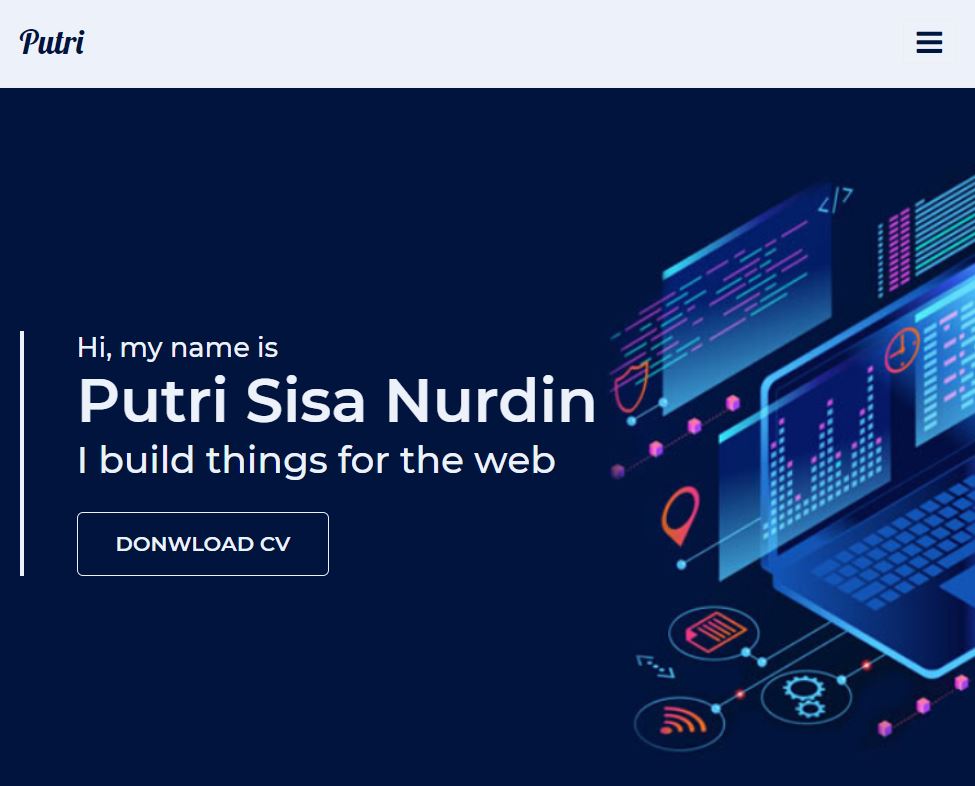 Putri
Hi, my name is
Putri Sisa Nurdin
I build things for the web
DONWLOAD CV